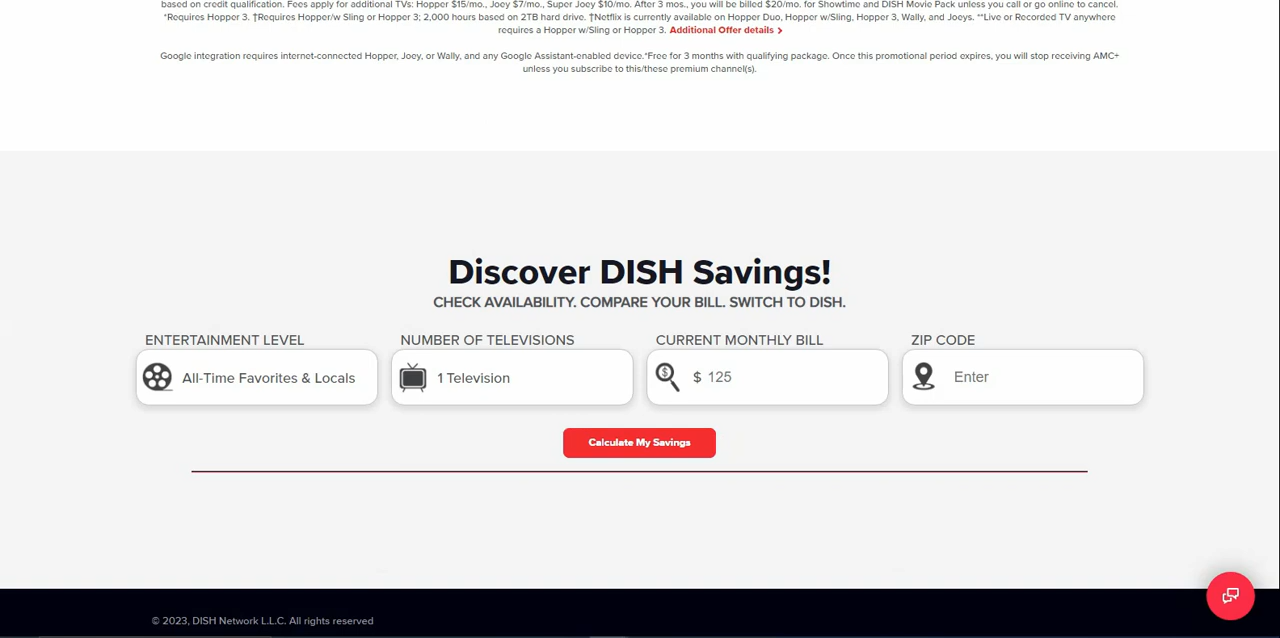 based on credit qualification. Fees apply for additional TVs: Hopper $15/mo., Joey $7/mo., Super Joey $10/mo. After 3 mos., you will be billed $20/mo. for Showtime and DISH Movie Pack unless you call or go online to cancel.
*Requires Hopper 3. †Requires Hopper/w Sling or Hopper 3; 2,000 hours based on 2TB hard drive. †Netflix is currently available on Hopper Duo, Hopper w/Sling, Hopper 3, Wally, and Joeys. **Live or Recorded TV anywhere
requires a Hopper w/Sling or Hopper 3. Additional Offer details >
Google integration requires internet-connected Hopper, Joey, or Wally, and any Google Assistant-enabled device.*Free for 3 months with qualifying package. Once this promotional period expires, you will stop receiving AMC+
unless you subscribe to this/these premium channel(s).
Discover DISH Savings!
CHECK AVAILABILITY. COMPARE YOUR BILL. SWITCH TO DISH.
ENTERTAINMENT LEVEL
All-Time Favorites & Locals
NUMBER OF TELEVISIONS
1 Television
CURRENT MONTHLY BILL
$ 125
ZIP CODE
Enter
Calculate My Savings
© 2023, DISH Network L.L.C. All rights reserved